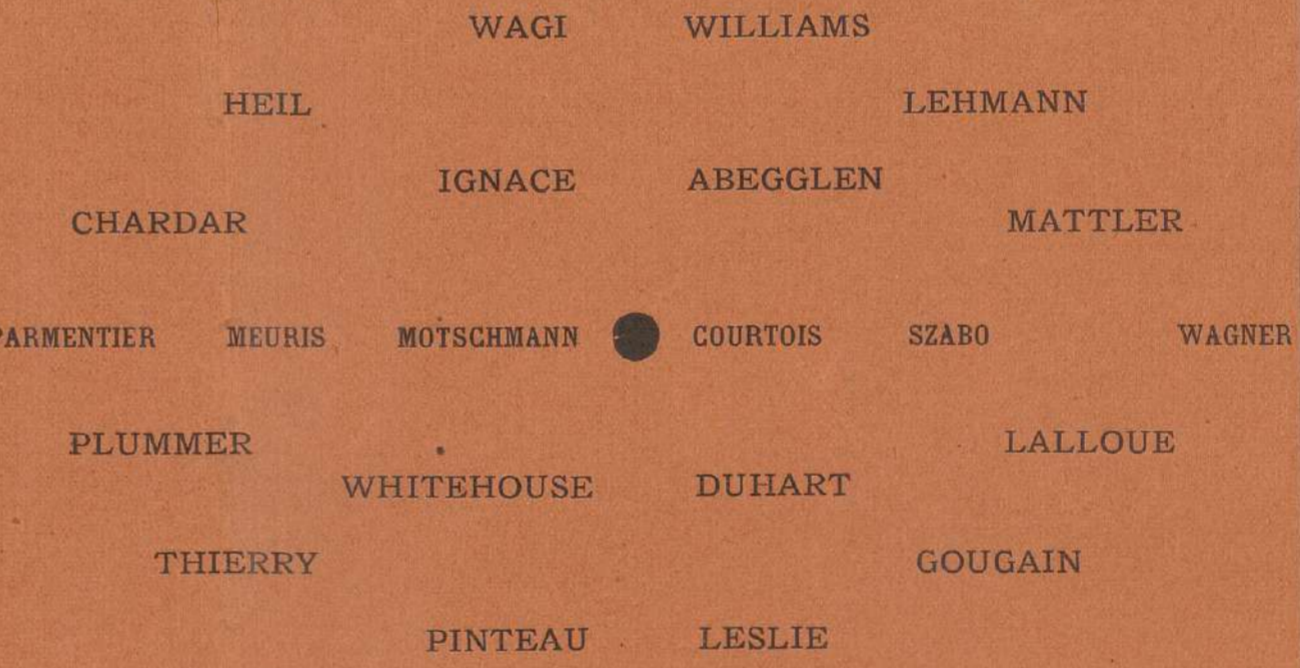 WAGI WILLIAMS
HEIL LEHMANN
IGNACE ABEGGLEN
CHARDAR MATTLER
PARMENTIER MEURIS MOTSCHMANN COURTOIS SZABO WAGNER
PLUMMER LALLOUE
WHITEHOUSE DUHART
THIERRY GOUGAIN
PINTEAU LESLIE